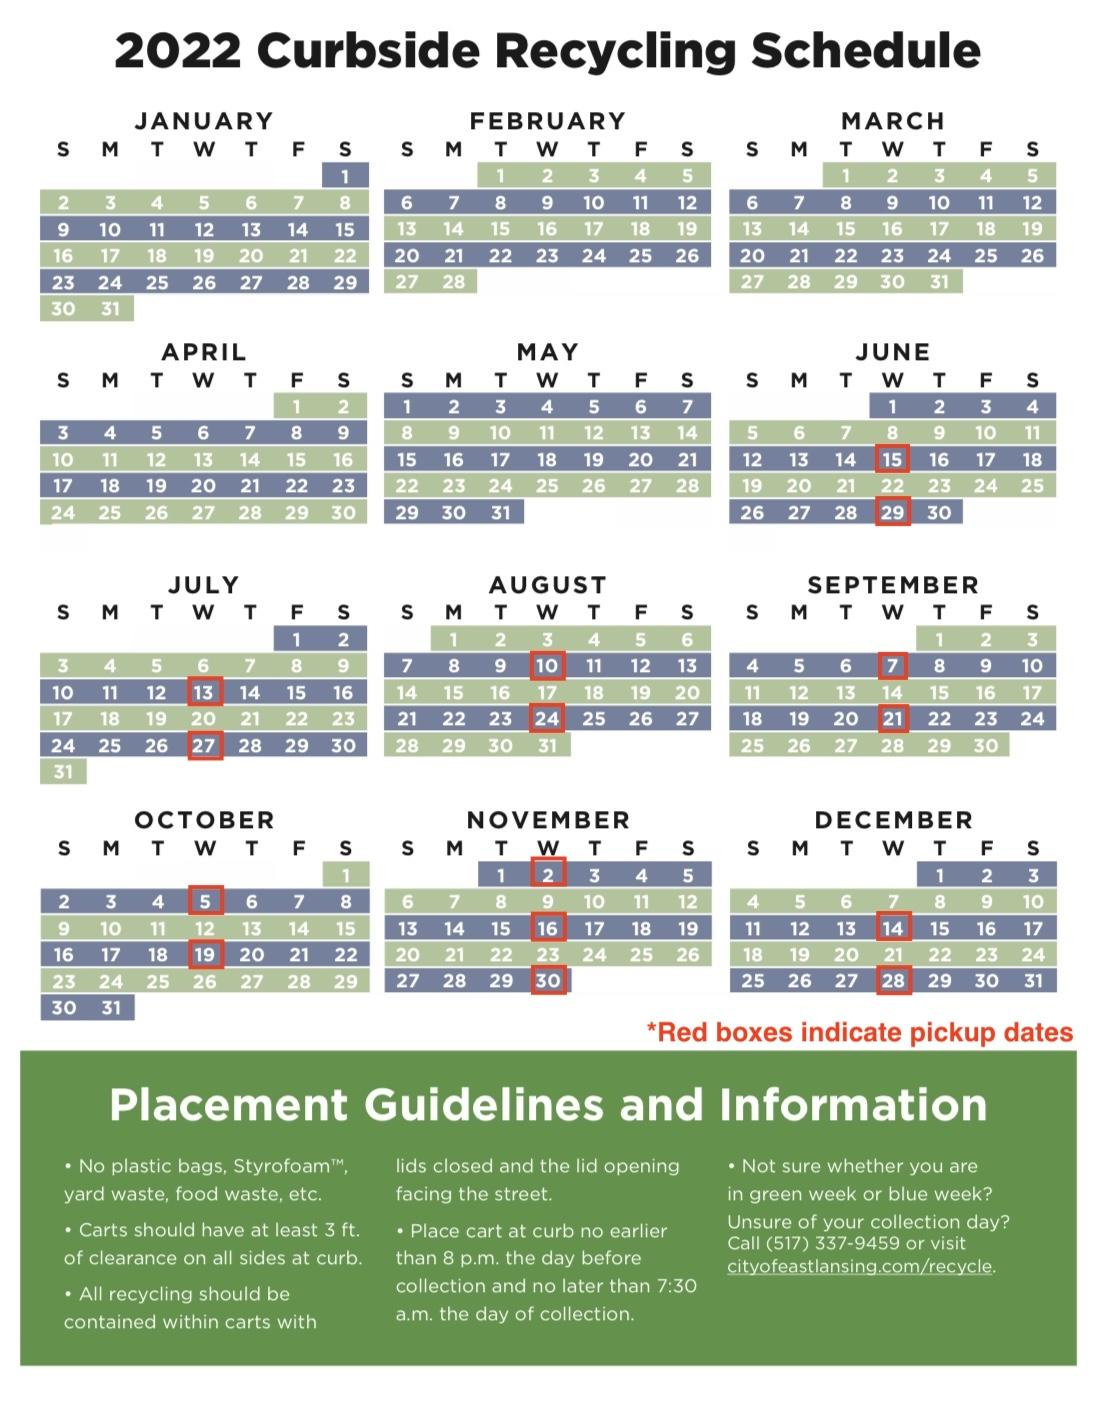 2022 Curbside Recycling Schedule
JANUARY
S M T W T F S
1
2 3 4 5 6 7 8
9 10 11 12 13 14 15
16 17 18 19 20 21 22
23 24 25 26 27 28 29
30 31
FEBRUARY
S M T W T F S
1 2 3 4 5
6 7 8 9 10 11 12
13 14 15 16 17 18 19
20 21 22 23 24 25 26
27 28
MARCH
S M T W T F S
1 2 3 4 5
6 7 8 9 10 11 12
13 14 15 16 17 18 19
20 21 22 23 24 25 26
27 28 29 30 31
APRIL
S M T W T F S
1 2
3 4 5 6 7 8 9
10 11 12 13 14 15 16
17 18 19 20 21 22 23
24 25 26 27 28 29 30
MAY
S M T W T F S
1 2 3 4 5 6 7
8 9 10 11 12 13 14
15 16 17 18 19 20 21
22 23 24 25 26 27 28
29 30 31
JUNE
S M T W T F S
1 2 3 4
5 6 7 8 9 10 11
12 13 14 15 16 17 18
19 20 21 22 23 24 25
26 27 28 29 30
JULY
S M T W T F S
1 2
3 4 5 6 7 8 9
10 11 12 13 14 15 16
17 18 19 20 21 22 23
24 25 26 27 28 29 30
31
AUGUST
S M T W T F S
1 2 3 4 5 6
7 8 9 10 11 12 13
14 15 16 17 18 19 20
21 22 23 24 25 26 27
28 29 30 31
SEPTEMBER
S M T W T F S
1 2 3
4 5 6 7 8 9 10
11 12 13 14 15 16 17
18 19 20 21 22 23 24
25 26 27 28 29 30
OCTOBER
S M T W T F S
1
2 3 4 5 6 7 8
9 10 11 12 13 14 15
16 17 18 19 20 21 22
23 24 25 26 27 28 29
30 31
NOVEMBER
S M T W T F S
1 2 3 4 5
6 7 8 9 10 11 12
13 14 15 16 17 18 19
20 21 22 23 24 25 26
27 28 29 30
DECEMBER
S M T W T F S
1 2 3
4 5 6 7 8 9 10
11 12 13 14 15 16 17
18 19 20 21 22 23 24
25 26 27 28 29 30 31
*Red boxes indicate pickup dates
Placement Guidelines and Information
• No plastic bags, Styrofoam™,
yard waste, food waste, etc.
• Carts should have at least 3 ft.
of clearance on all sides at curb.
• All recycling should be
contained within carts with
lids closed and the lid opening
facing the street.
• Place cart at curb no earlier
than 8 p.m. the day before
collection and no later than 7:30
a.m. the day of collection.
• Not sure whether you are
in green week or blue week?
Unsure of your collection day?
Call (517) 337-9459 or visit
cityofeastlansing.com/recycle.